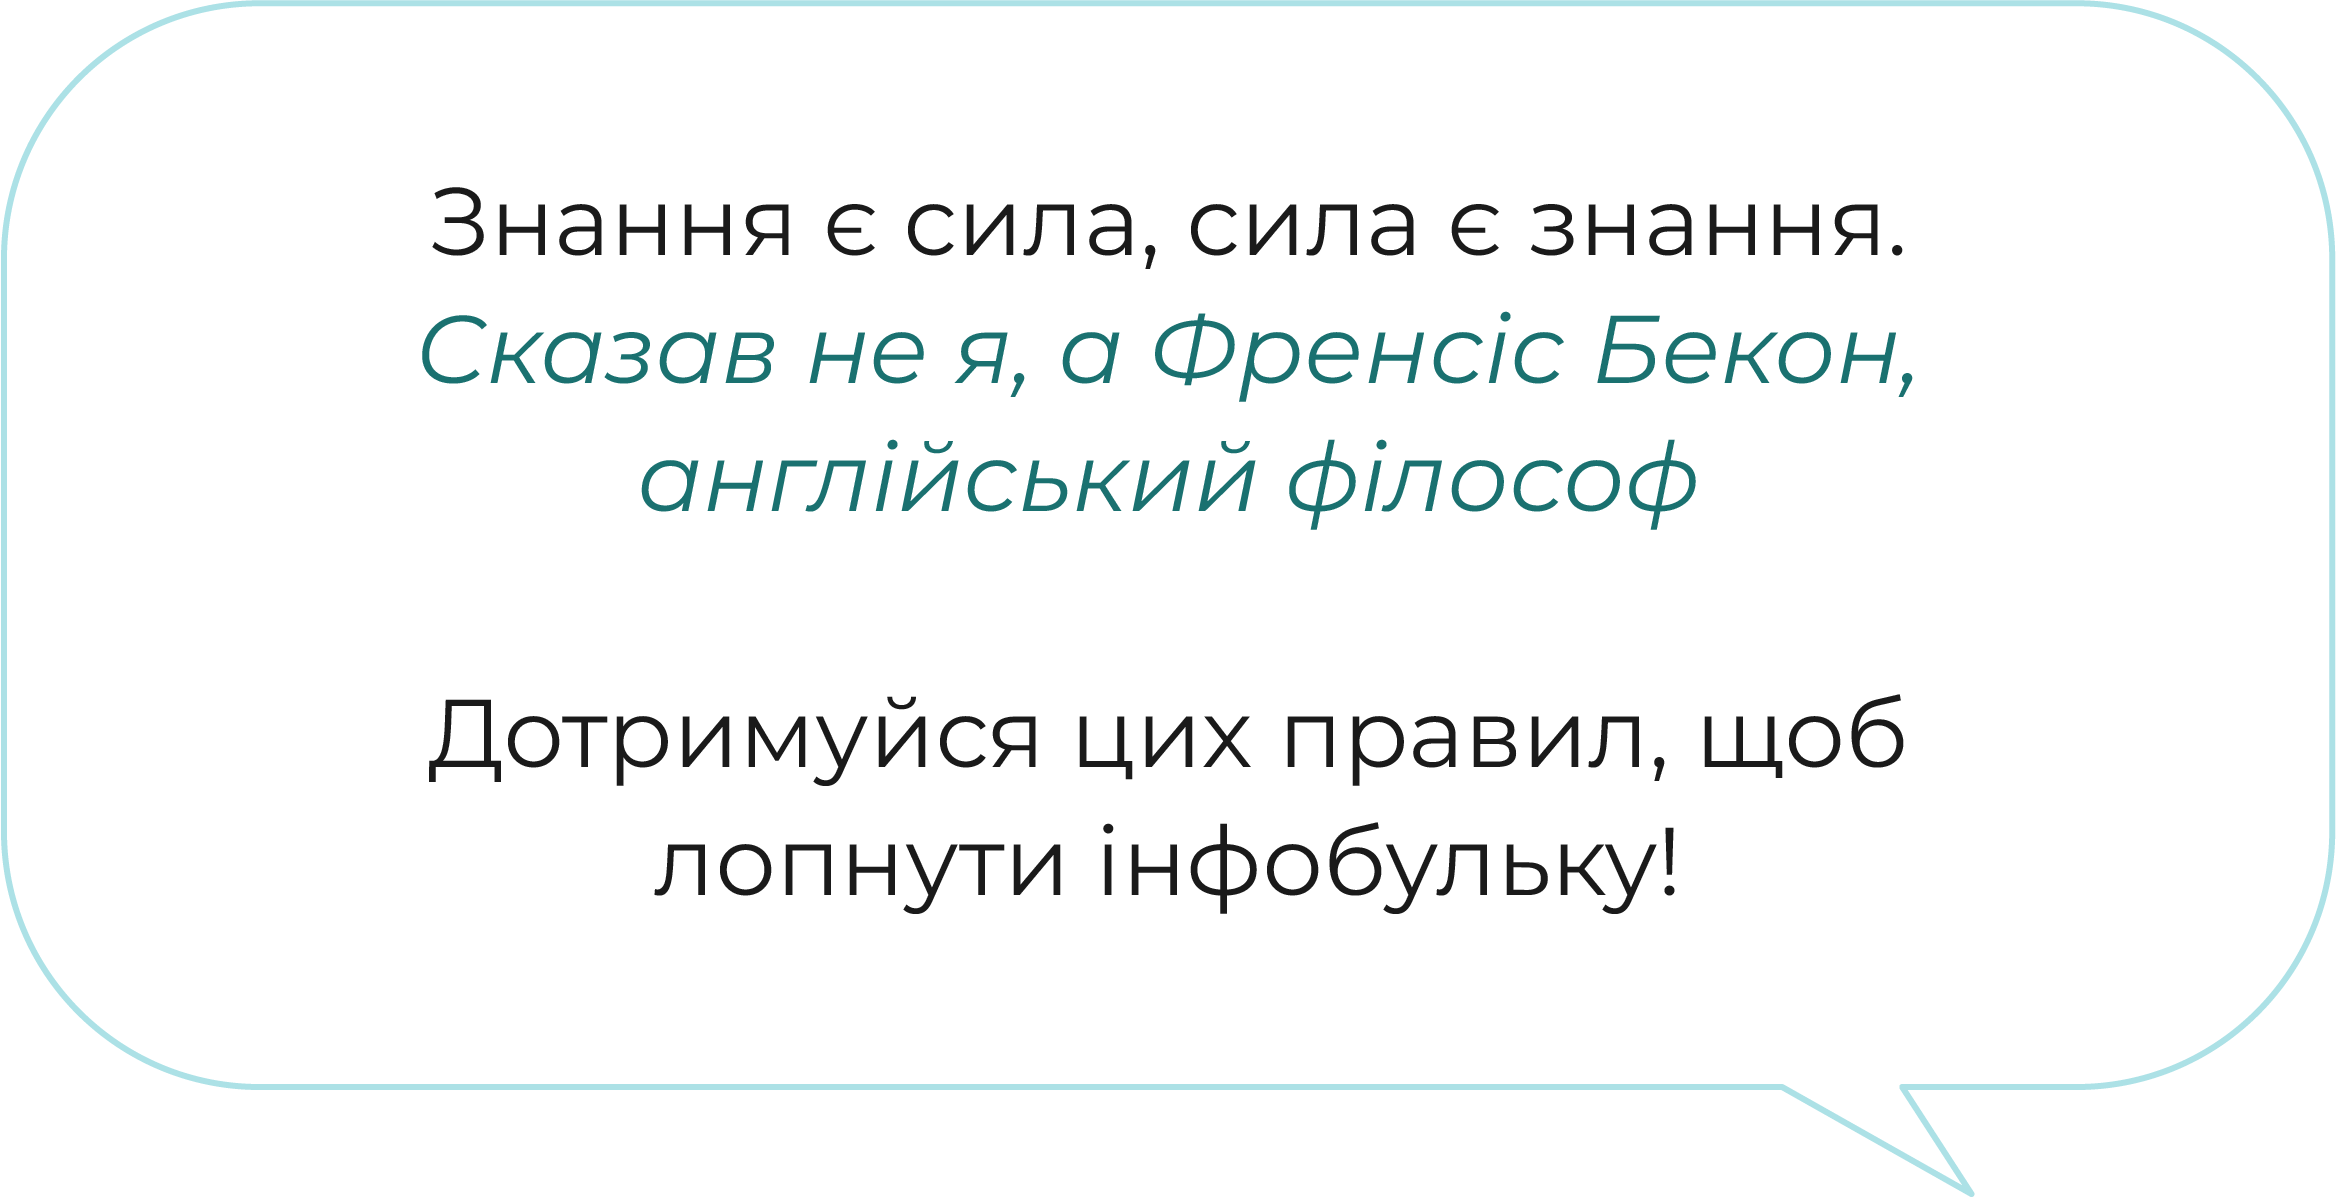 Знання є сила, сила є знання.
Сказав не я, а Френсіс Бекон,
англійський філософ
Дотримуйся цих правил, щоб
лопнути інфобульку!